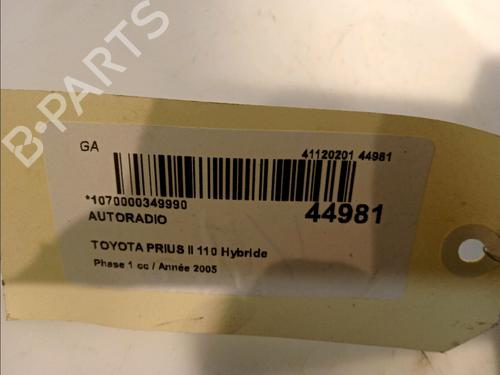 B-PARTS
GA
41120201 44981
*1070000349990
44981
AUTORADIO
TOYOTA PRIUS II 110 Hybride
Phase 1 cc / Année 2005